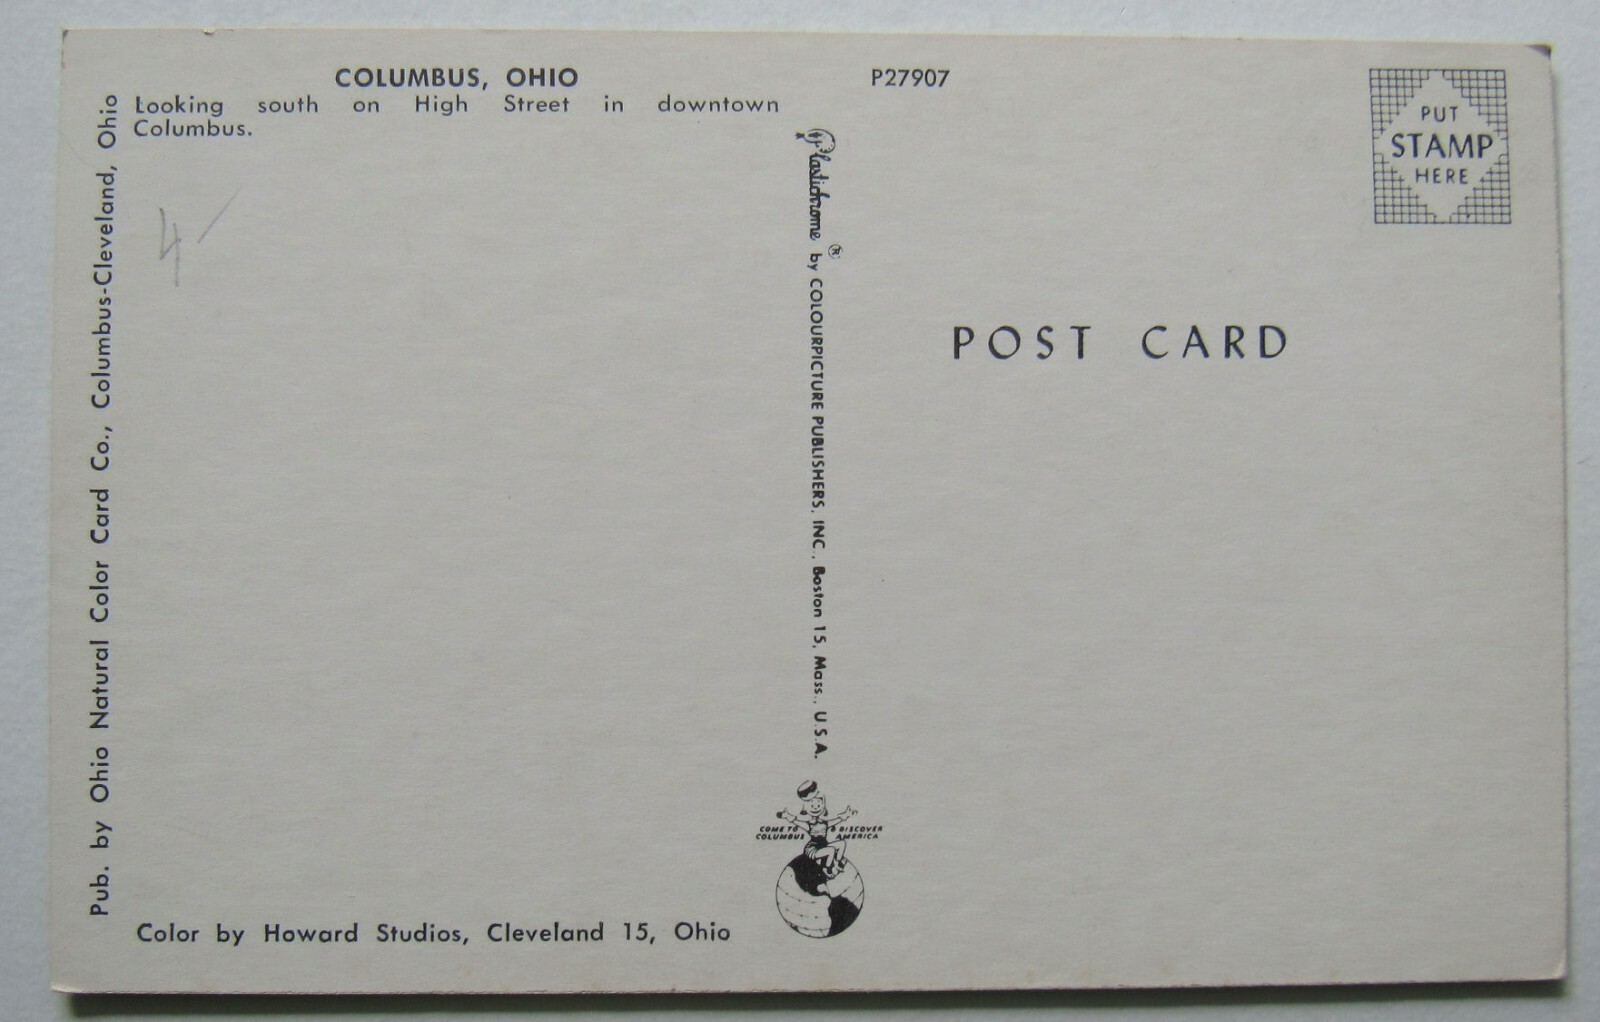 COLUMBUS, OHIO
Looking south on High Street in downtown
Columbus.
4
Pub. by Ohio Natural Color Card Co., Columbus-Cleveland, Ohio
Color by Howard Studios, Cleveland 15, Ohio
Plastichrome ® by COLOURPICTURE PUBLISHERS, INC., Boston 15, Mass., U.S.A.
COME TO & DISCOVER
COLUMBUS AMERICA
P27907
PUT
STAMP
HERE
POST CARD